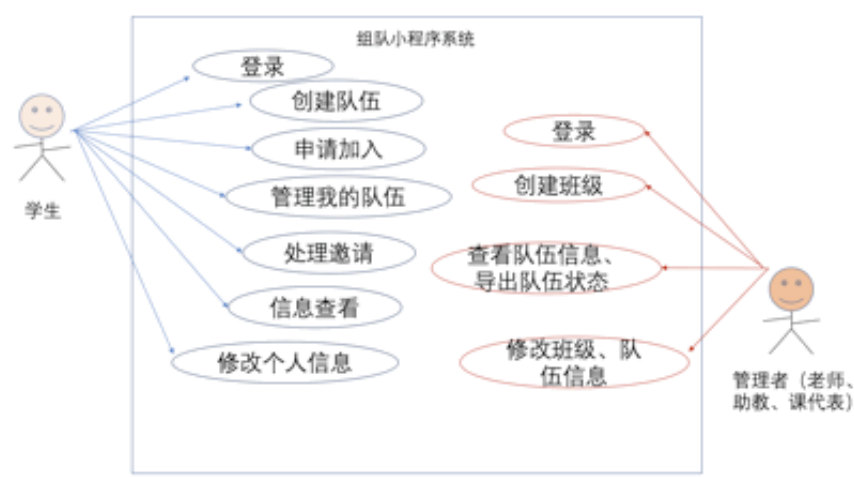 组队小程序系统
登录
创建队伍
申请加入
管理我的队伍
处理邀请
信息查看
修改个人信息
学生
登录
创建班级
查看队伍信息、
导出队伍状态
修改班级、队
伍信息
管理者（老师、
助教、课代表）